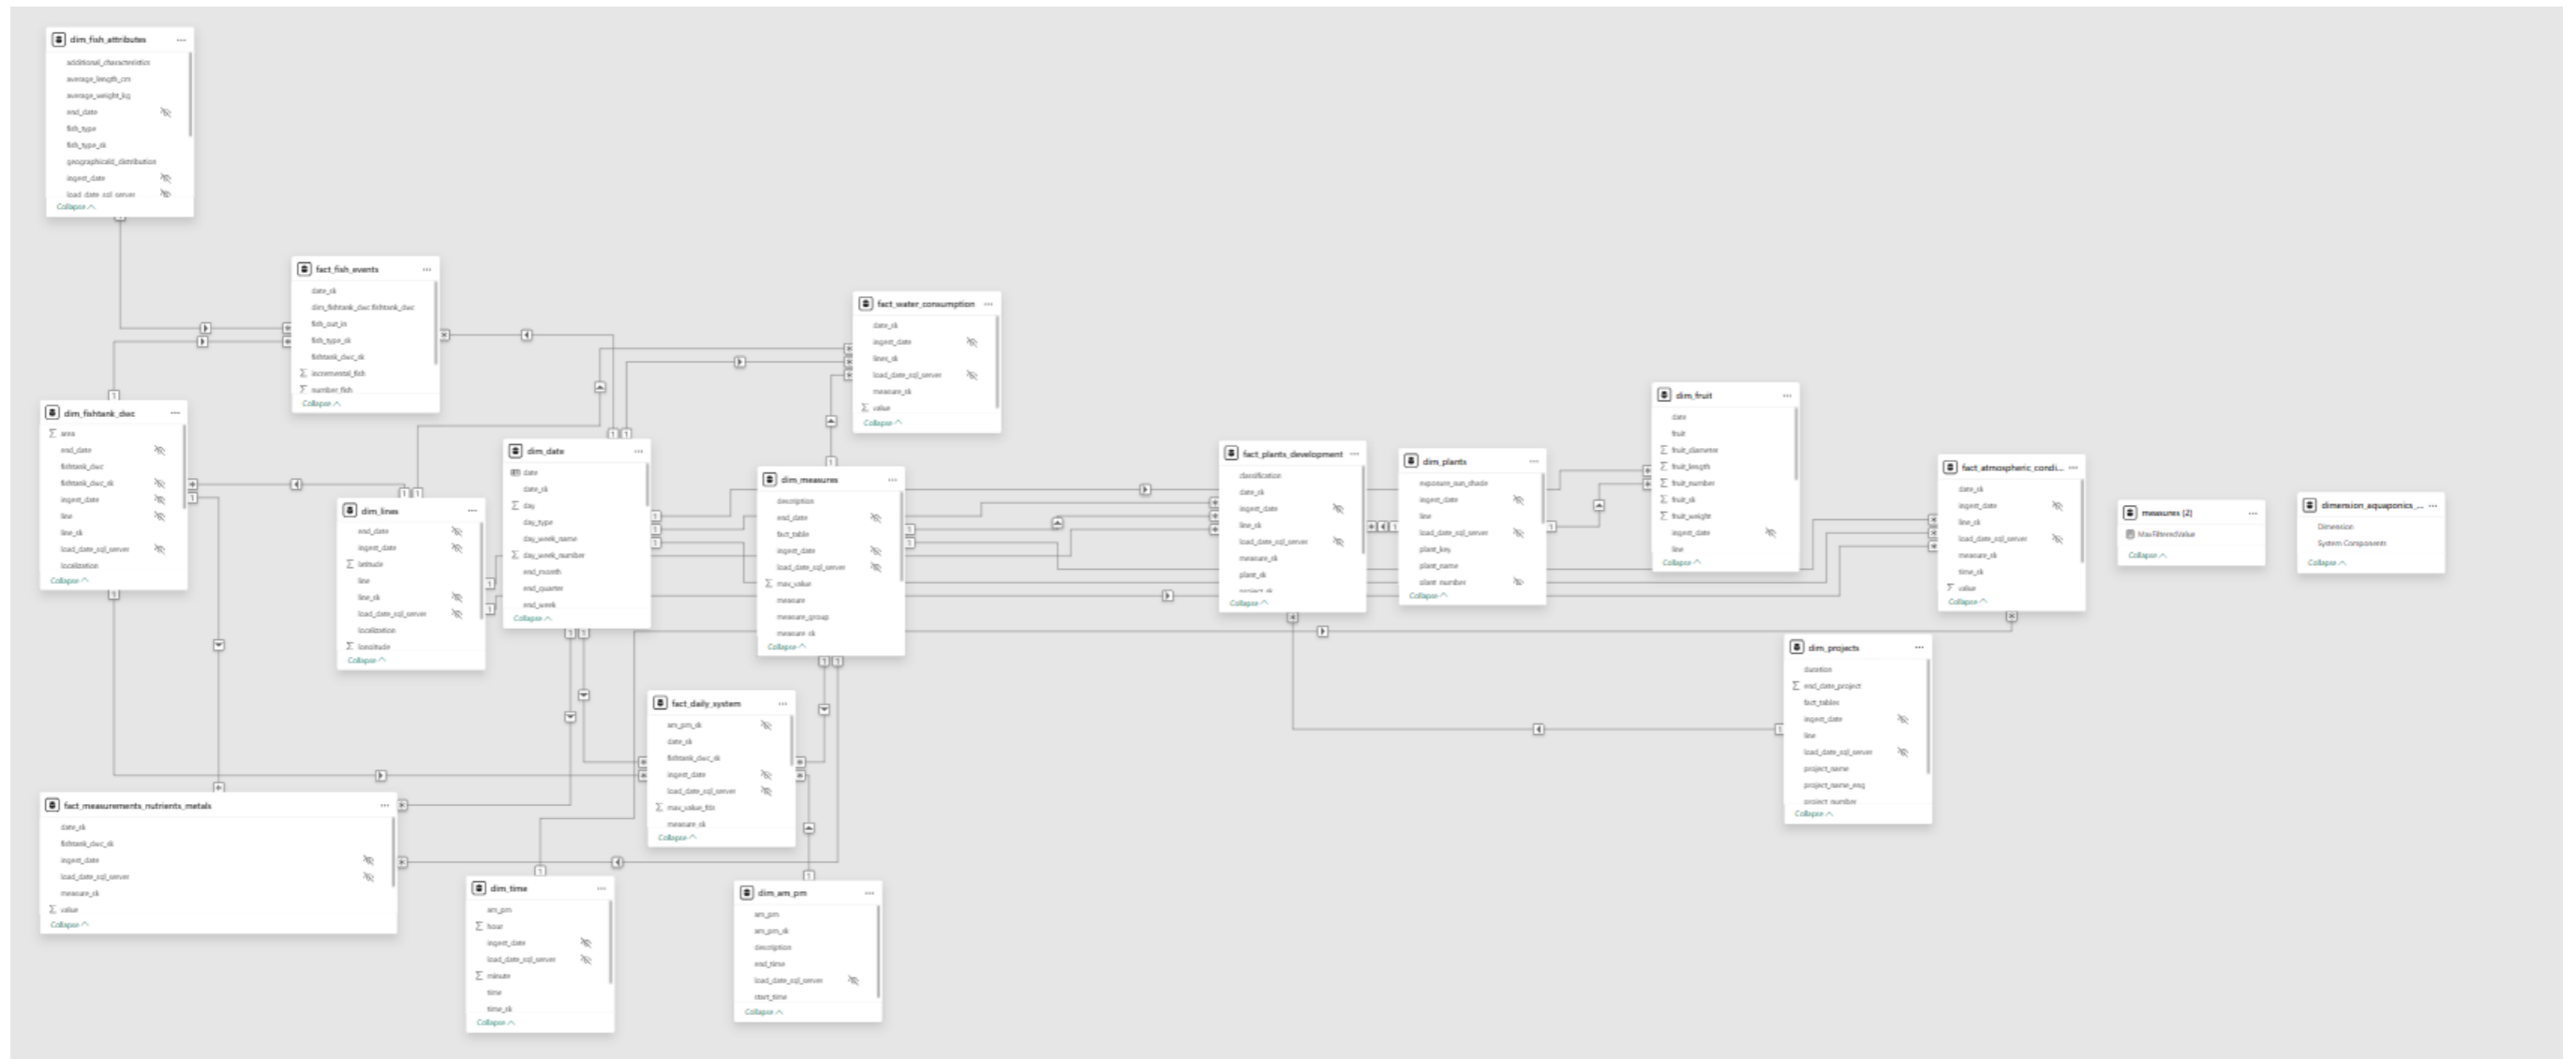 dim_fish_attributes
additional_characteristics
average_length_cm
average_weight_kg
end_date
fish_type
fish_type_sk
geographicald_distribution
ingest_date
load_date_sql_server
Collapse
fact_fish_events
date_sk
dim_fishtank_dwc.fishtank_dwc
fish_out_in
fish_type_sk
fishtank_dwc_sk
incremental_fish
number_fish
Collapse
fact_water_consumption
date_sk
ingest_date
lines_sk
load_date_sql_server
measure_sk
value
Collapse
dim_fishtank_dwc
area
end_date
fishtank_dwc
fishtank_dwc_sk
ingest_date
line
line_sk
load_date_sql_server
localization
Collapse
dim_lines
end_date
ingest_date
latitude
line
line_sk
load_date_sql_server
localization
longitude
Collapse
dim_date
date
date_sk
day
day_type
day_week_name
day_week_number
end_month
end_quarter
end_week
Collapse
dim_measures
description
end_date
fact_table
ingest_date
load_date_sql_server
max_value
measure
measure_group
measure_sk
Collapse
fact_plants_development
classification
date_sk
ingest_date
line_sk
load_date_sql_server
measure_sk
plant_sk
project_sk
Collapse
dim_plants
exposure_sun_shade
ingest_date
line
load_date_sql_server
plant_key
plant_name
plant_number
Collapse
dim_fruit
date
fruit
fruit_diameter
fruit_length
fruit_number
fruit_sk
fruit_weight
ingest_date
line
Collapse
fact_atmospheric_condi...
date_sk
ingest_date
line_sk
load_date_sql_server
measure_sk
time_sk
value
Collapse
measures (2)
MaxFilteredValue
Collapse
dimension_aquaponics_...
Dimension
System Components
Collapse
dim_projects
duration
end_date_project
fact_tables
ingest_date
line
load_date_sql_server
project_name
project_name_eng
project_number
Collapse
fact_daily_system
am_pm_sk
date_sk
fishtank_dwc_sk
ingest_date
load_date_sql_server
measure_sk
Collapse
fact_measurements_nutrients_metals
date_sk
fishtank_dwc_sk
ingest_date
load_date_sql_server
measure_sk
value
Collapse
dim_time
am_pm
hour
ingest_date
load_date_sql_server
minute
time
time_sk
Collapse
dim_am_pm
am_pm
am_pm_sk
description
end_time
load_date_sql_server
start_time
Collapse